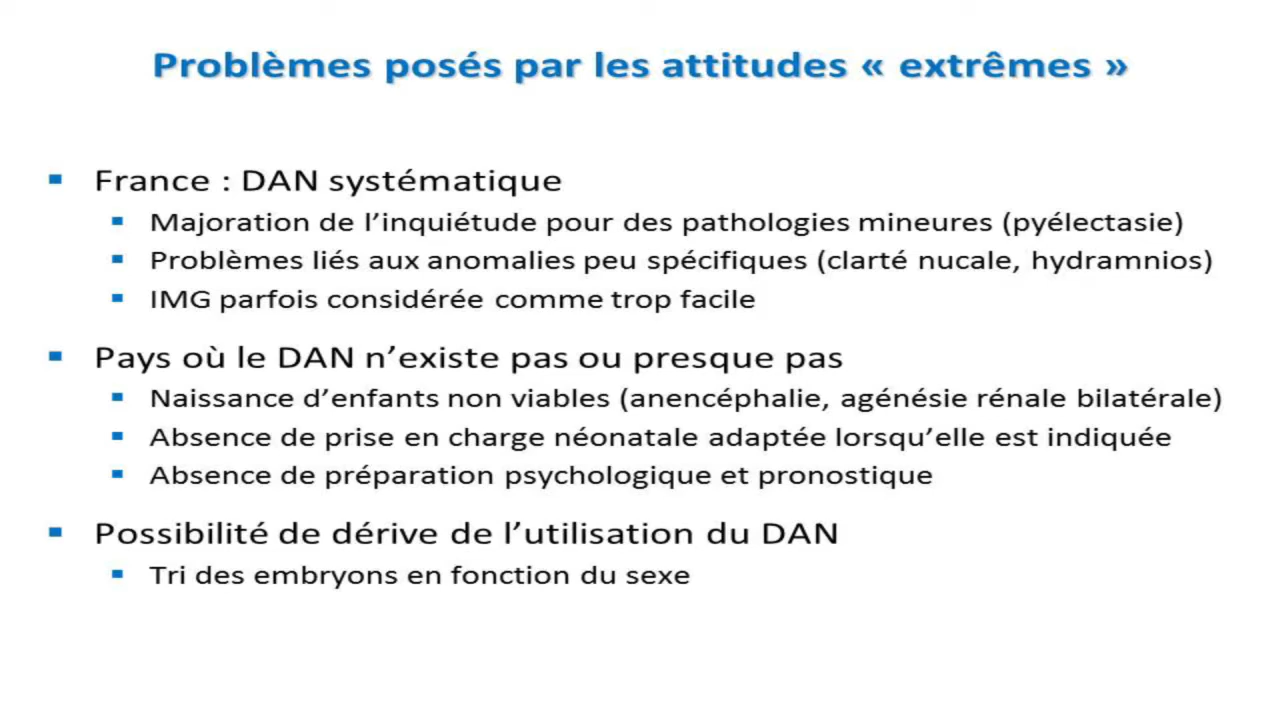 Problèmes posés par les attitudes « extrêmes »
France : DAN systématique
Majoration de l’inquiétude pour des pathologies mineures (pyélectasie)
Problèmes liés aux anomalies peu spécifiques (clarté nucale, hydramnios)
IMG parfois considérée comme trop facile
Pays où le DAN n’existe pas ou presque pas
Naissance d’enfants non viables (anencéphalie, agénésie rénale bilatérale)
Absence de prise en charge néonatale adaptée lorsqu’elle est indiquée
Absence de préparation psychologique et pronostique
Possibilité de dérive de l’utilisation du DAN
Tri des embryons en fonction du sexe